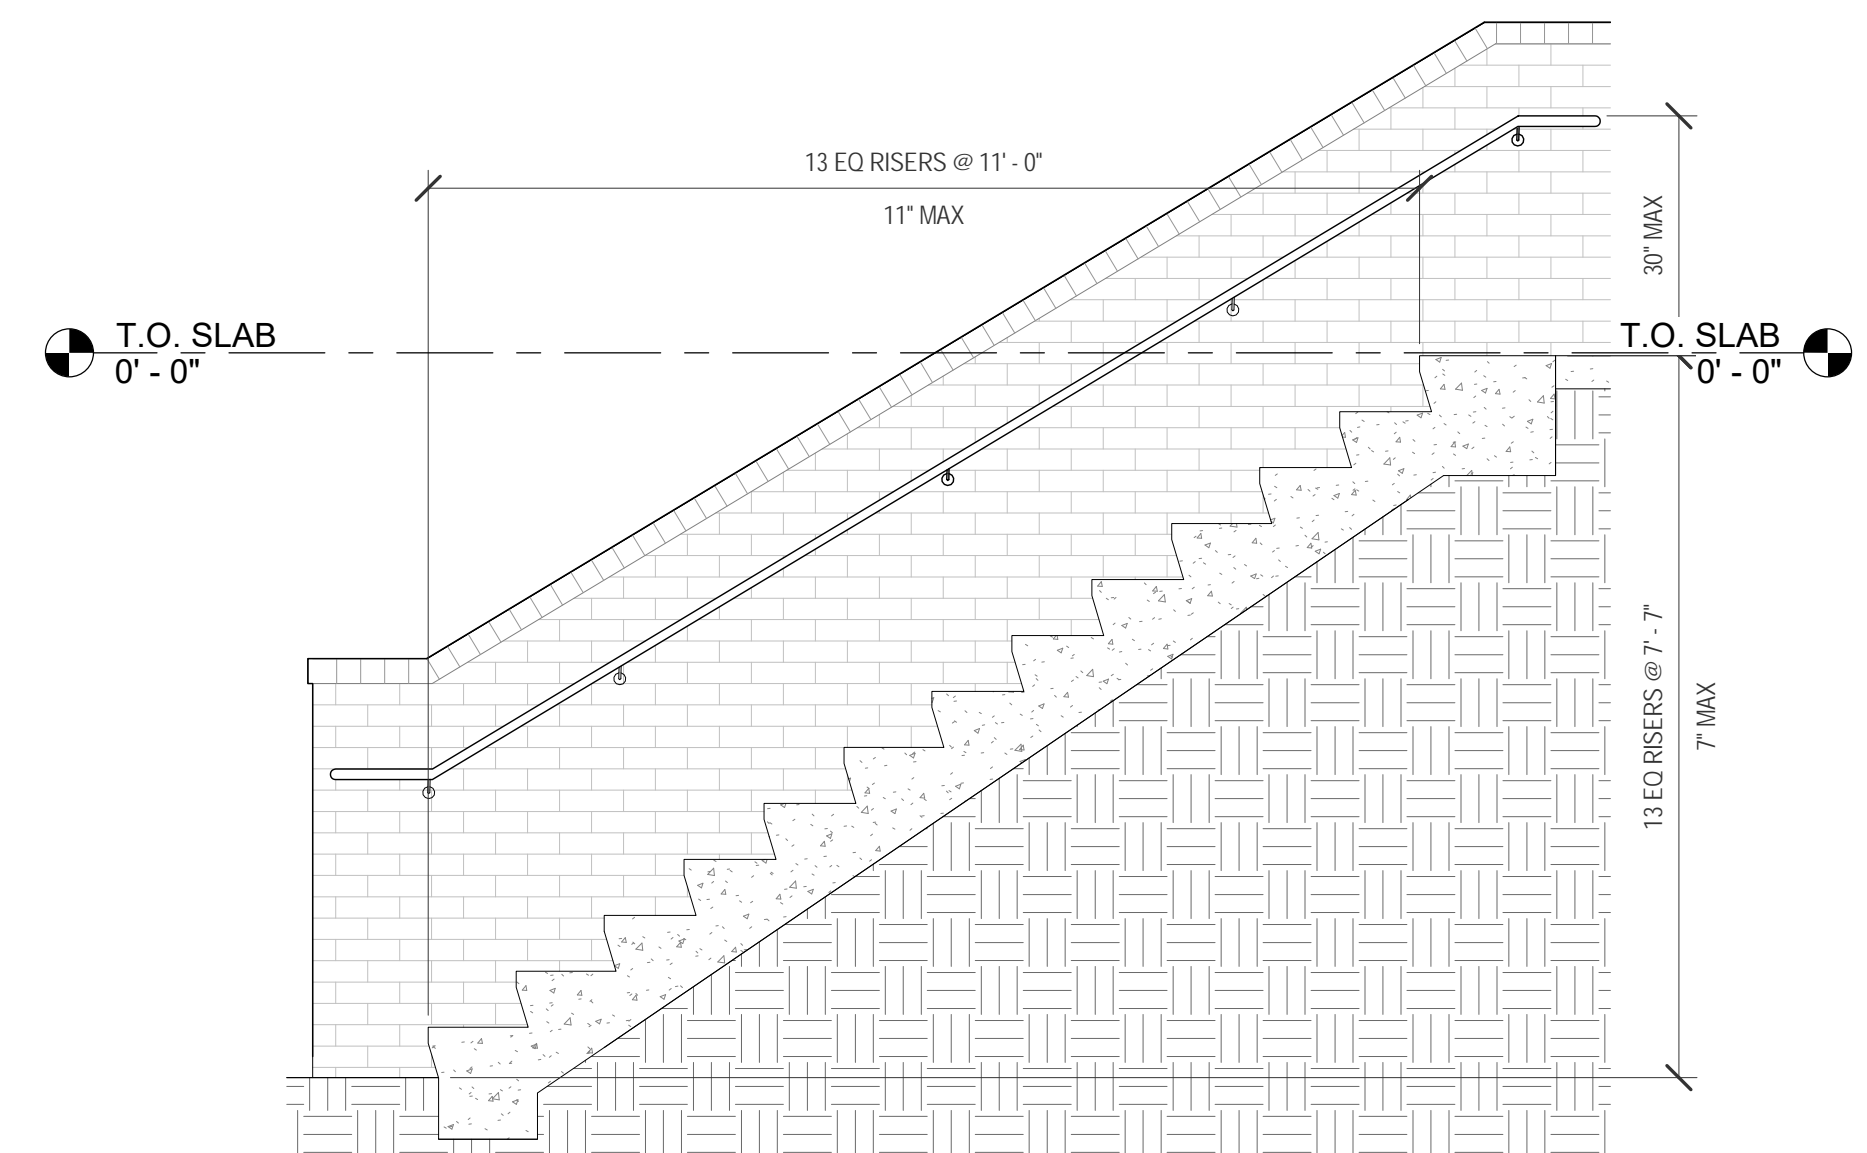 13 EQ RISERS @ 11' - 0"
11" MAX
30" MAX
T.O. SLAB
0' - 0"
T.O. SLAB
0' - 0"
13 EQ RISERS @ 7' - 7"
7" MAX